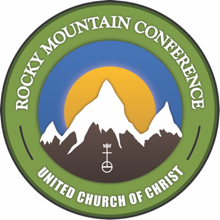 ROCKY MOUNTAIN CONFERENCE
UNITED CHURCH OF CHRIST